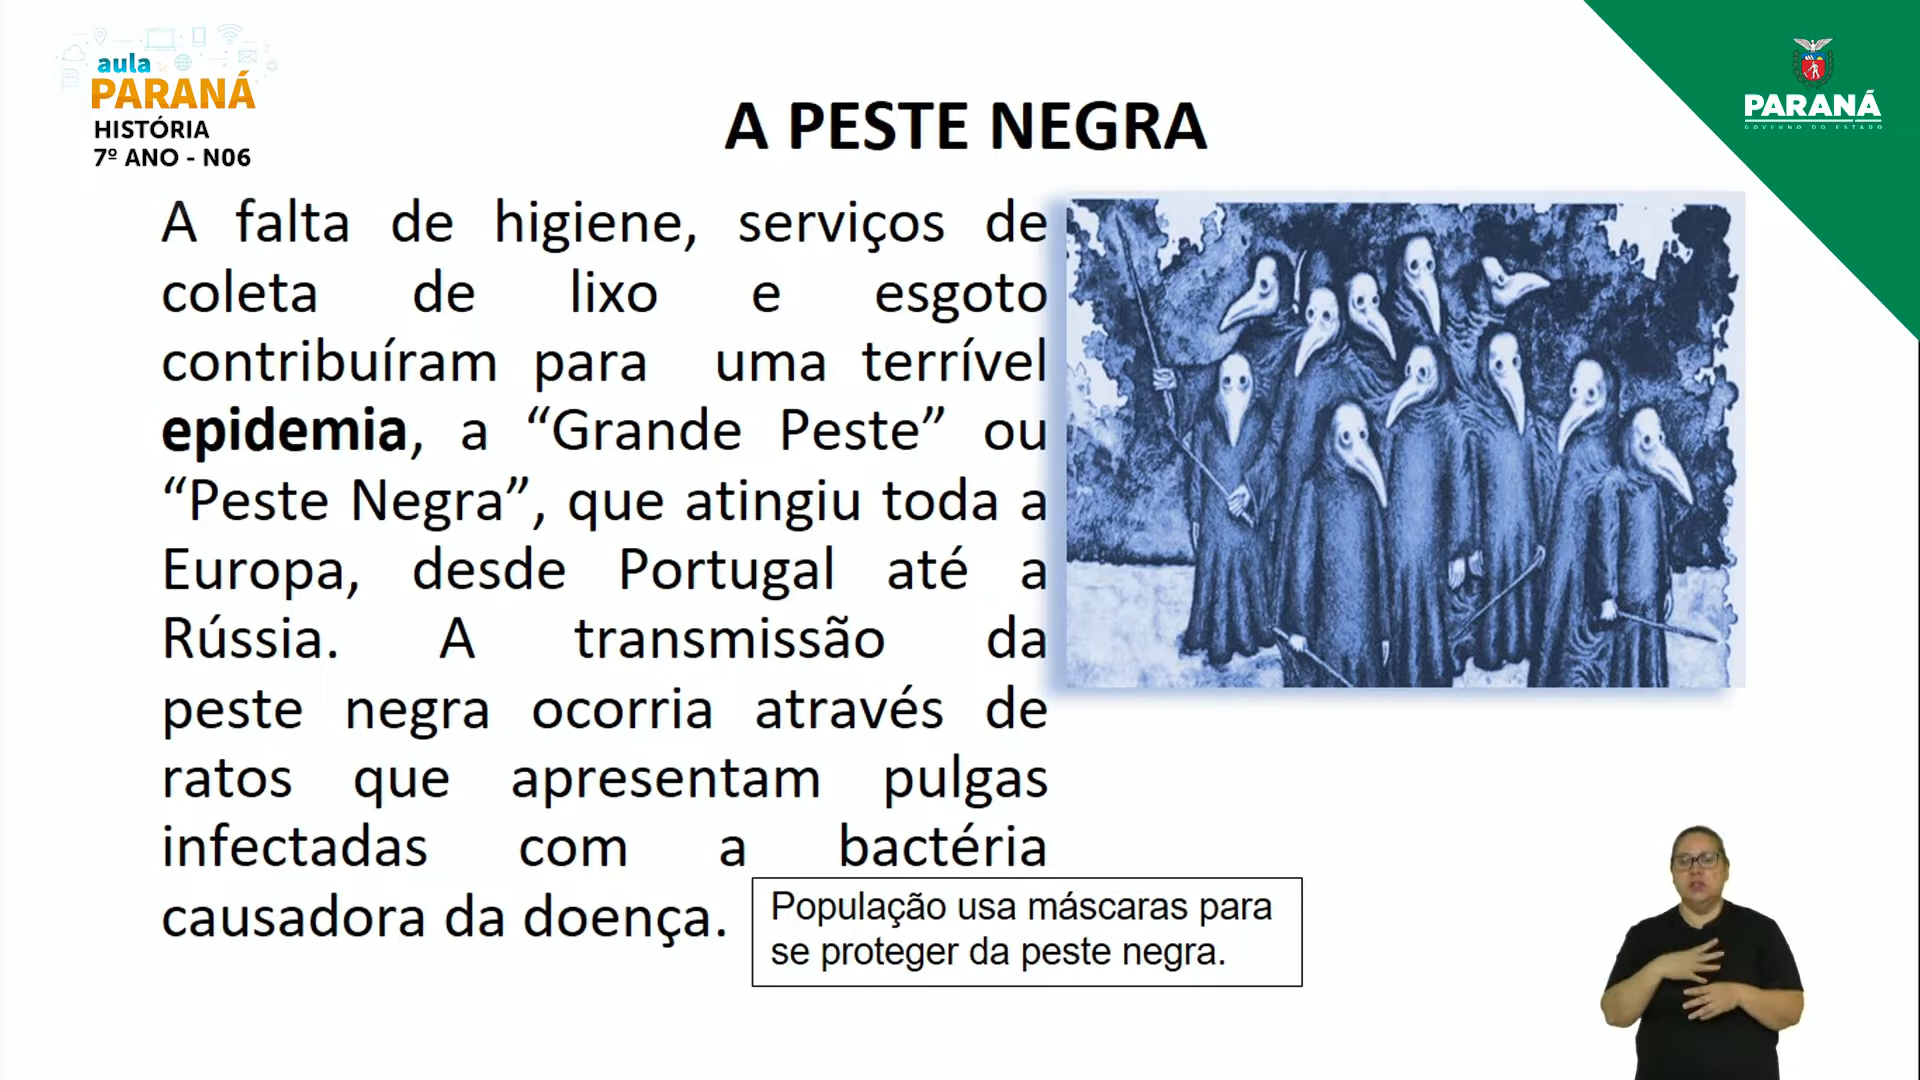 aula
PARANÁ
HISTÓRIA
7º ANO - N06
PARANÁ
GOVERNO DO ESTADO
A PESTE NEGRA
A falta de higiene, serviços de
coleta de lixo e esgoto
contribuíram para uma terrível
epidemia, a “Grande Peste” ou
“Peste Negra”, que atingiu toda a
Europa, desde Portugal até a
Rússia. A transmissão da
peste negra ocorria através de
ratos que apresentam pulgas
infectadas com a bactéria
causadora da doença.
População usa máscaras para
se proteger da peste negra.